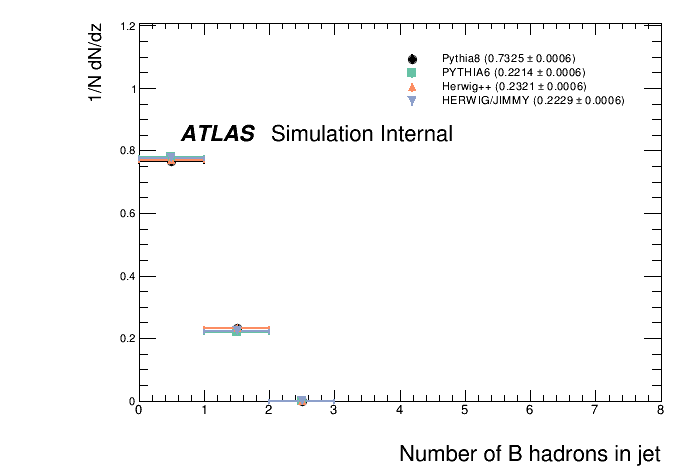 1/N dN/dz
1.2
1
0.8
0.6
0.4
0.2
0
Pythia8 (0.7325 ± 0.0006)
PYTHIA6 (0.2214 ± 0.0006)
Herwig++ (0.2321 ± 0.0006)
HERWIG/JIMMY (0.2229 ± 0.0006)
ATLAS Simulation Internal
0 1 2 3 4 5 6 7 8
Number of B hadrons in jet